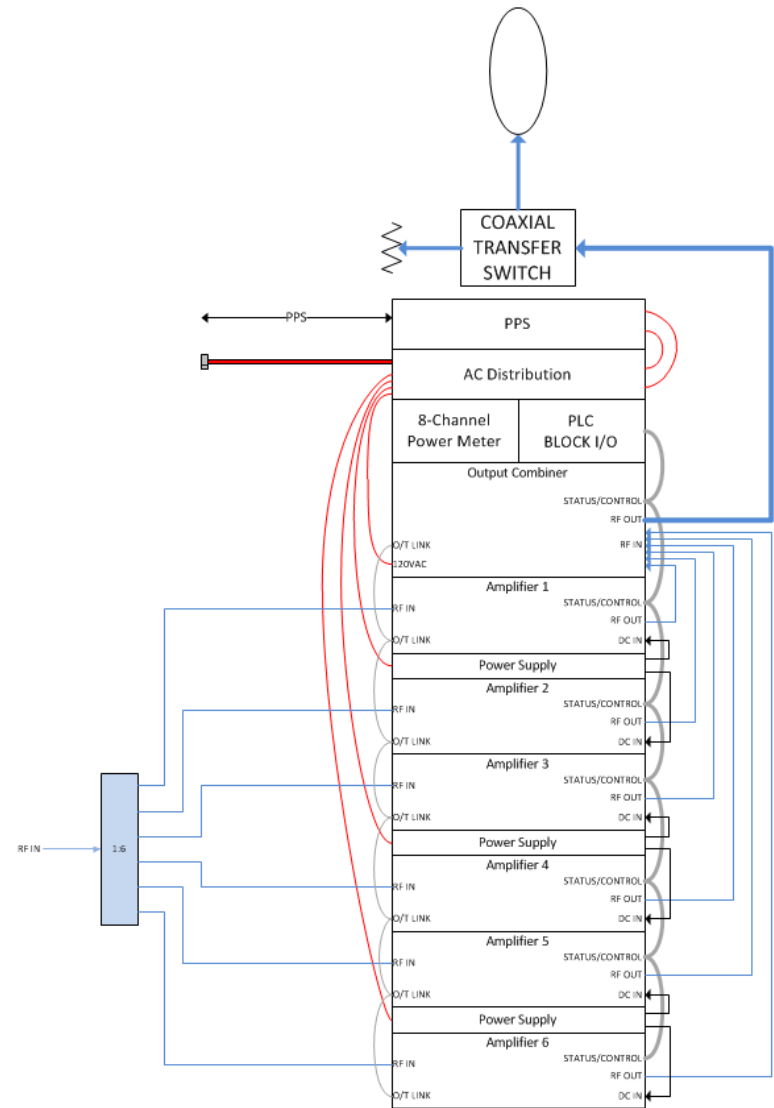 COAXIAL
TRANSFER
SWITCH
PPS
PPS
AC Distribution
8-Channel
Power Meter
PLC
BLOCK I/O
Output Combiner
STATUS/CONTROL
RF OUT
O/T LINK
RF IN
120VAC
Amplifier 1
STATUS/CONTROL
RF IN
RF OUT
O/T LINK
DC IN
Power Supply
Amplifier 2
STATUS/CONTROL
RF IN
RF OUT
O/T LINK
DC IN
Amplifier 3
STATUS/CONTROL
RF IN
RF OUT
O/T LINK
DC IN
Power Supply
RF IN
1:6
Amplifier 4
STATUS/CONTROL
RF IN
RF OUT
O/T LINK
DC IN
Amplifier 5
STATUS/CONTROL
RF IN
RF OUT
O/T LINK
DC IN
Power Supply
Amplifier 6
STATUS/CONTROL
RF IN
RF OUT
O/T LINK
DC IN